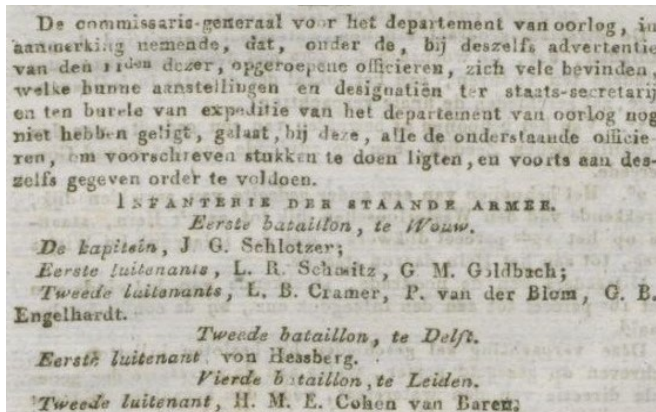 De commissaris-generaal voor het departement van oorlog, in
aanmerking nemende, dat, onder de, bij deszelfs advertentie
van den 11den dezer, opgeroepene officieren, zich vele bevinden,
welke hunne aanstellingen en designatiën ter staats-secretarij
en ten burele van expeditie van het departement van oorlog nog
niet hebben geligt, gelast, bij deze, alle de onderstaande officie-
ren, om voorschreven stukken te doen ligten, en voorts aan des-
zelfs gegeven order te voldoen.
INFANTERIE DER STAANDE ARMEE.
Eerste bataillon, te Wouw.
De kapitein, J G. Schlotzer;
Eerste luitenants, L. R. Schmitz, G M. Goldbach;
Tweede luitenants, L. B. Cramer, P. van der Blom, G. B.
Engelhardt.
Tweede bataillon, te Delft.
Eerste luitenant von Hessberg.
Vierde bataillon, te Leiden.
Tweede luitenant, H. M. E. Cohen van Baren;